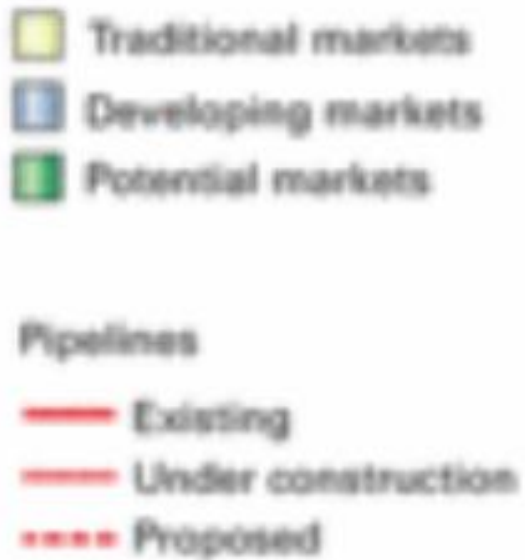 Traditional markets
Developing markets
Potential markets
Pipelines
Existing
Under construction
Proposed